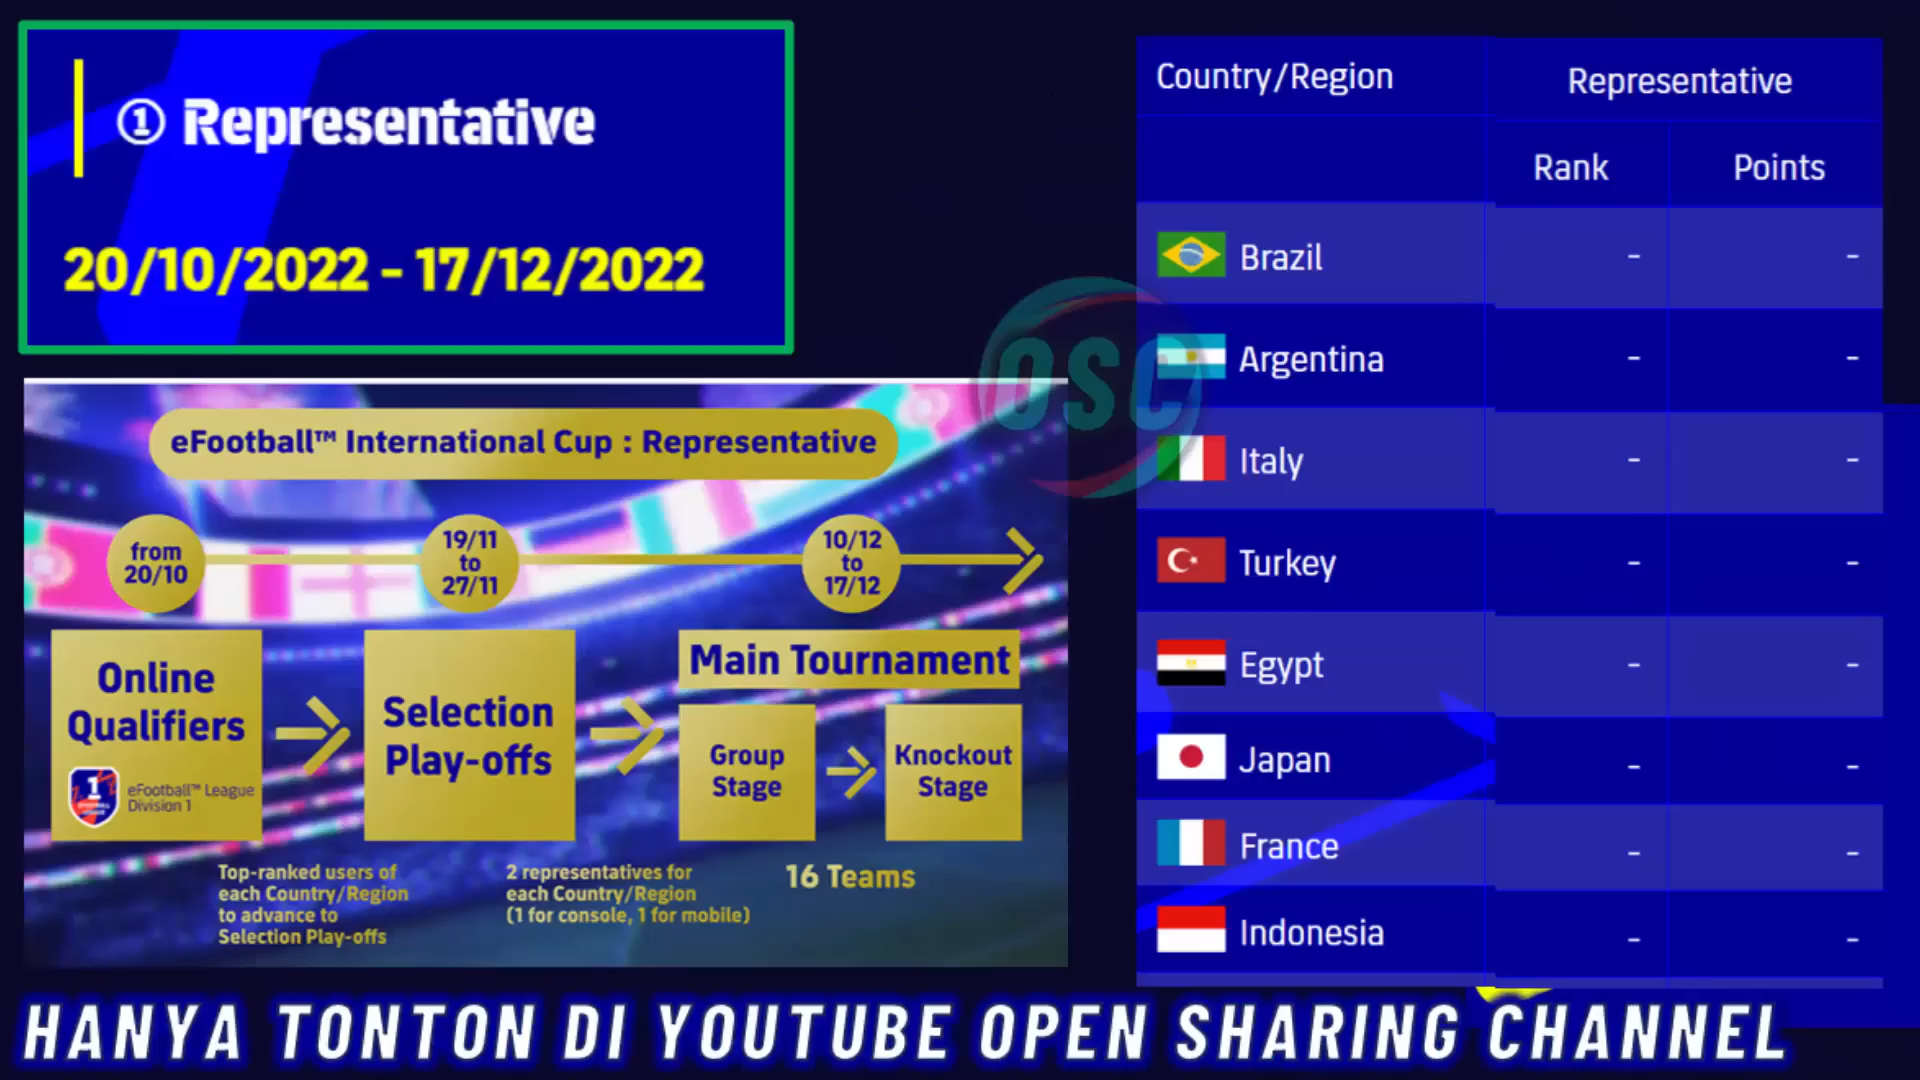 ① Representative
20/10/2022 - 17/12/2022
eFootball™ International Cup : Representative
from
20/10
19/11
to
27/11
10/12
to
17/12
Online
Qualifiers
1
eFootball™ League
Division 1
Selection
Play-offs
Main Tournament
Group
Stage
Knockout
Stage
Top-ranked users of
each Country/Region
to advance to
Selection Play-offs
2 representatives for
each Country/Region
(1 for console, 1 for mobile)
16 Teams
OSC
Country/Region Representative
Rank Points
Brazil - -
Argentina - -
Italy - -
Turkey - -
Egypt - -
Japan - -
France - -
Indonesia - -
HANYA TONTON DI YOUTUBE OPEN SHARING CHANNEL